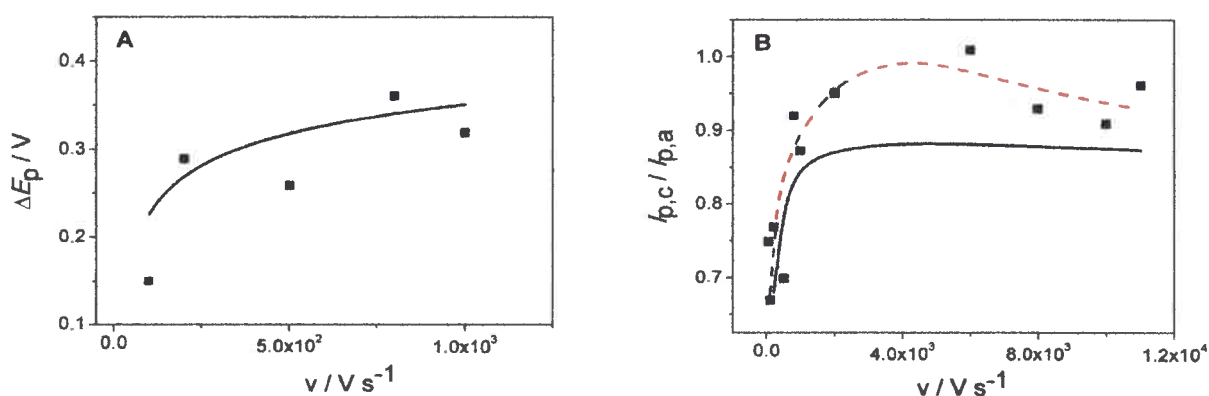 A
0.4
0.3
0.2
0.1
ΔEp / V
0.0
5.0x10²
1.0x10³
v / V s⁻¹
B
1.0
0.9
0.8
0.7
Ip,c / Ip,a
0.0
4.0x10³
8.0x10³
1.2x10⁴
v / V s⁻¹